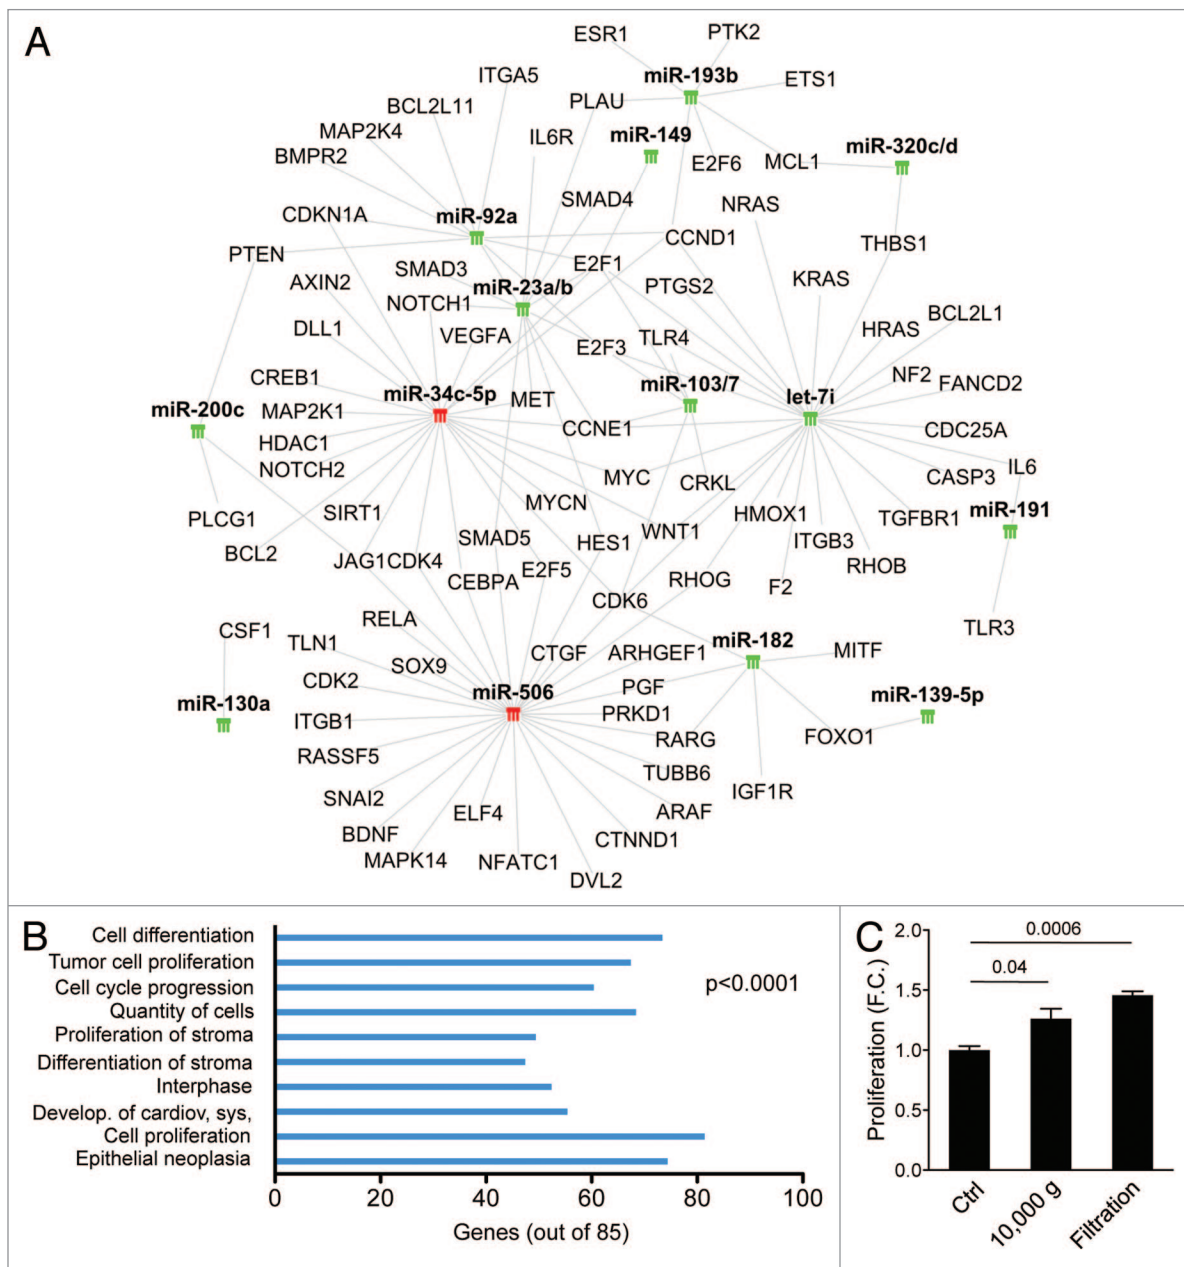 A
ESR1
PTK2
miR-193b
ITGA5
ETS1
BCL2L11
PLAU
MAP2K4
IL6R
miR-149
BMPR2
E2F6
MCL1
miR-320c/d
CDKN1A
miR-92a
SMAD4
NRAS
PTEN
CCND1
THBS1
SMAD3
E2F1
AXIN2
miR-23a/b
PTGS2
KRAS
NOTCH1
BCL2L1
DLL1
VEGFA
TLR4
HRAS
E2F3
CREB1
miR-34c-5p
miR-103/7
let-7i
NF2
FANCD2
miR-200c
MAP2K1
MET
HDAC1
CCNE1
CDC25A
NOTCH2
MYC
CRKL
CASP3
IL6
PLCG1
SIRT1
MYCN
HMOX1
TGFBR1
miR-191
BCL2
JAG1
CDK4
SMAD5
HES1
WNT1
ITGB3
CEBPA
E2F5
RHOG
F2
RHOB
CDK6
CSF1
RELA
TLR3
TLN1
SOX9
CTGF
ARHGEF1
miR-182
MITF
CDK2
miR-506
PGF
miR-130a
ITGB1
PRKD1
miR-139-5p
RASSF5
RARG
FOXO1
SNAI2
TUBB6
IGF1R
BDNF
ELF4
ARAF
MAPK14
NFATC1
CTNND1
DVL2
B
Cell differentiation
Tumor cell proliferation
Cell cycle progression
Quantity of cells
Proliferation of stroma
Differentiation of stroma
Interphase
Develop. of cardiov, sys,
Cell proliferation
Epithelial neoplasia
p<0.0001
0 20 40 60 80 100
Genes (out of 85)
C
Proliferation (F.C.)
2.0
1.5
1.0
0.5
0.0
0.0006
0.04
Ctrl
10,000 g
Filtration